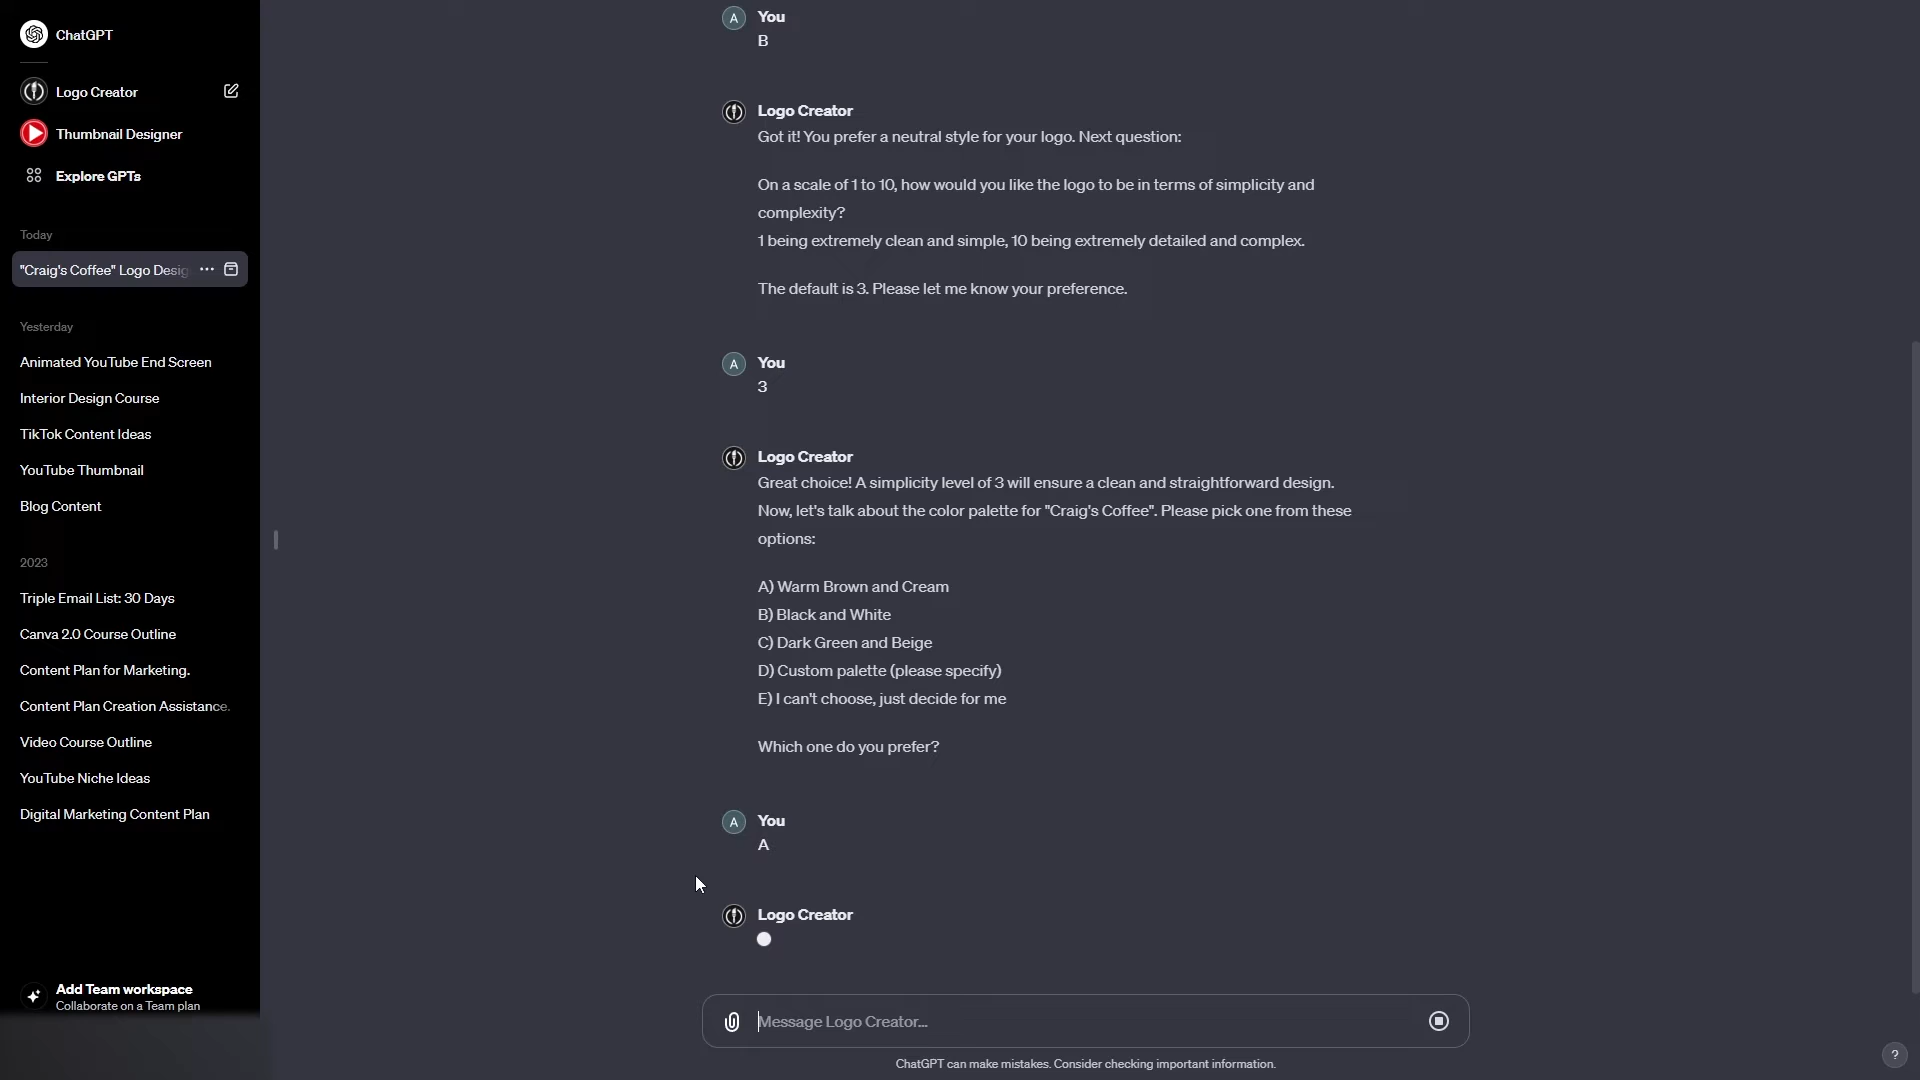 ChatGPT
Logo Creator
Thumbnail Designer
Explore GPTs
Today
"Craig's Coffee" Logo Desig
Yesterday
Animated YouTube End Screen
Interior Design Course
TikTok Content Ideas
YouTube Thumbnail
Blog Content
2023
Triple Email List: 30 Days
Canva 2.0 Course Outline
Content Plan for Marketing.
Content Plan Creation Assistance.
Video Course Outline
YouTube Niche Ideas
Digital Marketing Content Plan
Add Team workspace
Collaborate on a Team plan
A You
B
Logo Creator
Got it! You prefer a neutral style for your logo. Next question:
On a scale of 1 to 10, how would you like the logo to be in terms of simplicity and
complexity?
1 being extremely clean and simple, 10 being extremely detailed and complex.
The default is 3. Please let me know your preference.
A You
3
Logo Creator
Great choice! A simplicity level of 3 will ensure a clean and straightforward design.
Now, let's talk about the color palette for "Craig's Coffee". Please pick one from these
options:
A) Warm Brown and Cream
B) Black and White
C) Dark Green and Beige
D) Custom palette (please specify)
E) I can't choose, just decide for me
Which one do you prefer?
A You
A
Logo Creator
Message Logo Creator...
ChatGPT can make mistakes. Consider checking important information.
?